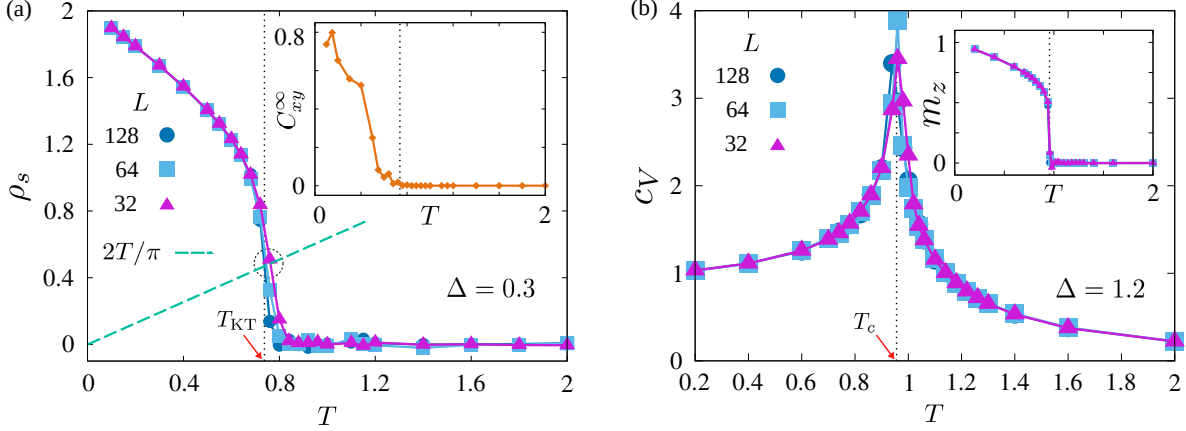 (a)
2
1.6
1.2
0.8
0.4
0
ρs
L
128
64
32
2T/π
Δ = 0.3
TKT
0 0.4 0.8 1.2 1.6 2
T
0.8
0
C∞xy
0 T 2
(b)
cV
4
3
2
1
0
L
128
64
32
Δ = 1.2
Tc
0.2 0.4 0.6 0.8 1 1.2 1.4 1.6 1.8 2
T
1
0
mz
0 T 2